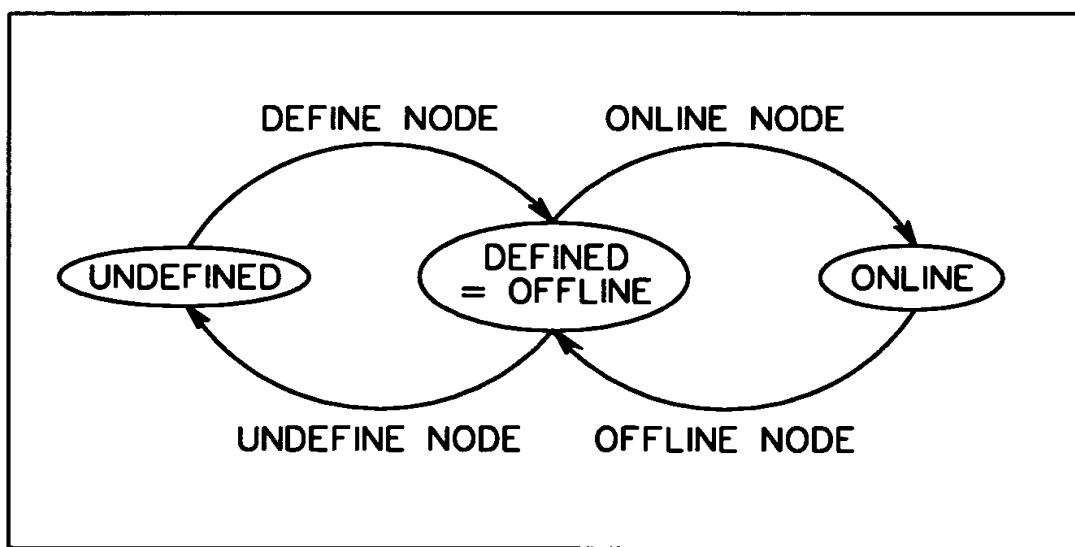 DEFINE NODE
ONLINE NODE
UNDEFINED
DEFINED
= OFFLINE
ONLINE
UNDEFINE NODE
OFFLINE NODE